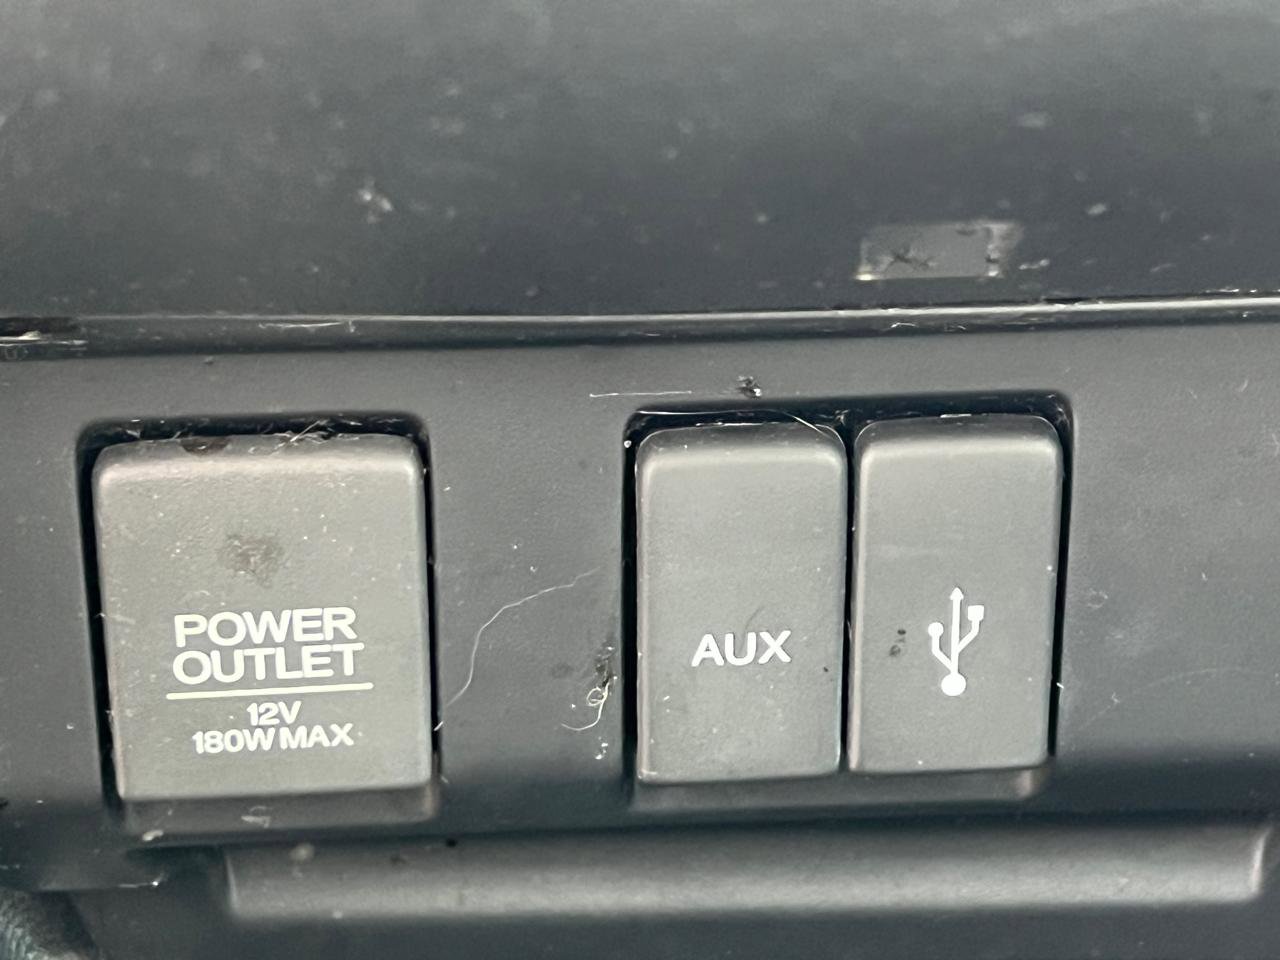 POWER
OUTLET
12V
180W MAX
AUX